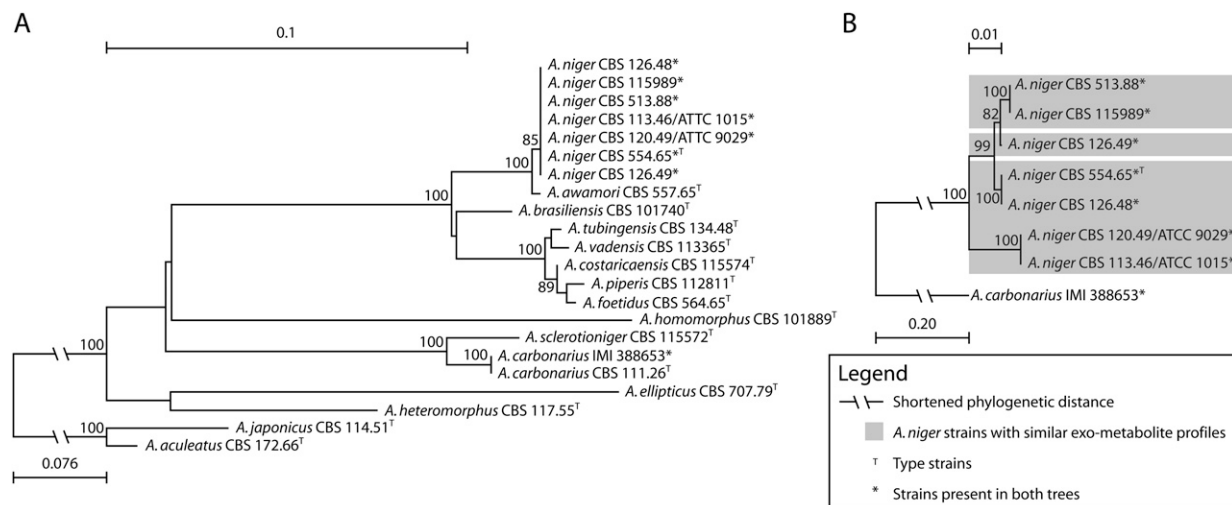 A
0.1
A. niger CBS 126.48*
A. niger CBS 115989*
A. niger CBS 513.88*
A. niger CBS 113.46/ATTC 1015*
A. niger CBS 120.49/ATTC 9029*
85
A. niger CBS 554.65*T
100
A. niger CBS 126.49*
100
A. awamori CBS 557.65T
A. brasiliensis CBS 101740T
A. tubingensis CBS 134.48T
100
A. vadensis CBS 113365T
A. costaricaensis CBS 115574T
89
A. piperis CBS 112811T
A. foetidus CBS 564.65T
A. homomorphus CBS 101889T
A. sclerotioniger CBS 115572T
100
100
A. carbonarius IMI 388653*
100
A. carbonarius CBS 111.26T
A. ellipticus CBS 707.79T
A. heteromorphus CBS 117.55T
A. japonicus CBS 114.51T
100
A. aculeatus CBS 172.66T
0.076
B
0.01
A. niger CBS 513.88*
100
82
A. niger CBS 115989*
99
A. niger CBS 126.49*
A. niger CBS 554.65*T
100
100
A. niger CBS 126.48*
A. niger CBS 120.49/ATCC 9029*
100
A. niger CBS 113.46/ATCC 1015*
A. carbonarius IMI 388653*
0.20
Legend
Shortened phylogenetic distance
A. niger strains with similar exo-metabolite profiles
T Type strains
* Strains present in both trees